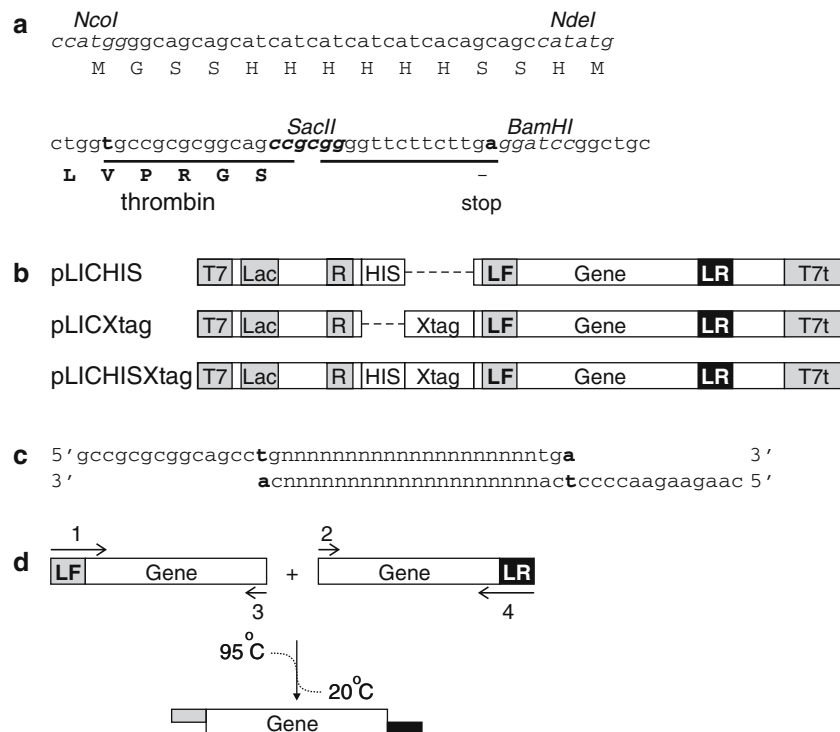 a
NcoI NdeI
ccatggggcagcagcatcatcatcatcatcacagcagccatatg
M G S S H H H H H H S S H M
SacII BamHI
ctggtgccgcgcggcagccgcggggttcttcttgaggatccggctgc
L V P R G S –
thrombin stop
b
pLICHIS T7 Lac R HIS LF Gene LR T7t
pLICXtag T7 Lac R Xtag LF Gene LR T7t
pLICHISXtag T7 Lac R HIS Xtag LF Gene LR T7t
c
5′gccgcgcggcagcctgnnnnnnnnnnnnnnnnnnnnntga 3′
3′ acnnnnnnnnnnnnnnnnnnnnnactccccaagaagaac 5′
1 2
d
LF Gene + Gene LR
3 4
95°C
20°C
Gene